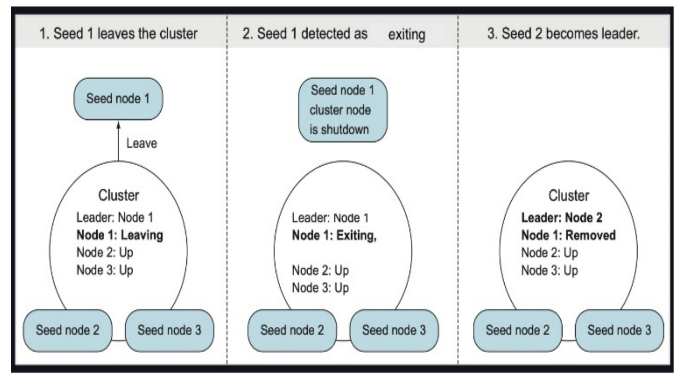 1. Seed 1 leaves the cluster
Seed node 1
Leave
Cluster
Leader: Node 1
Node 1: Leaving
Node 2: Up
Node 3: Up
Seed node 2
Seed node 3
2. Seed 1 detected as exiting
Seed node 1
cluster node
is shutdown
Leader: Node 1
Node 1: Exiting,
Node 2: Up
Node 3: Up
Seed node 2
Seed node 3
3. Seed 2 becomes leader.
Cluster
Leader: Node 2
Node 1: Removed
Node 2: Up
Node 3: Up
Seed node 2
Seed node 3